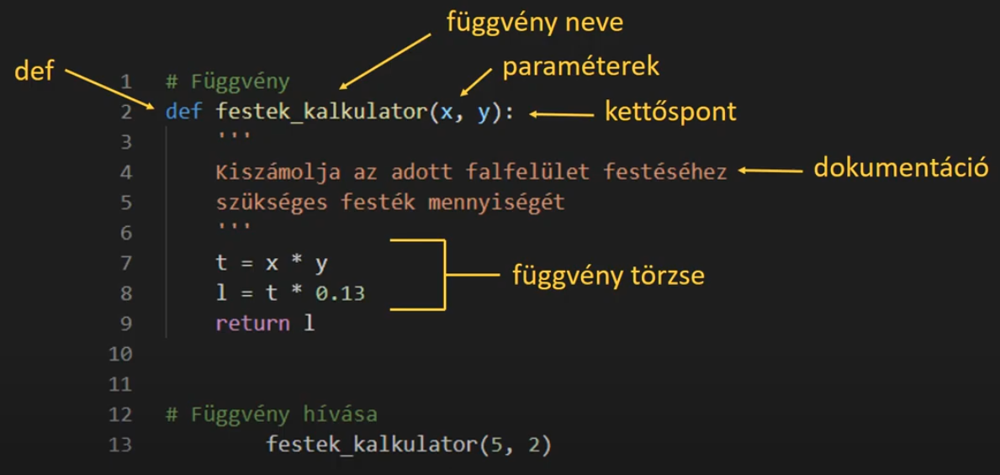 függvény neve
def
paraméterek
1 # Függvény
2 def festek_kalkulator(x, y):
kettőspont
3 '''
4 Kiszámolja az adott falfelület festéséhez
dokumentáció
5 szükséges festék mennyiségét
6 '''
7 t = x * y
függvény törzse
8 l = t * 0.13
9 return l
10
11
12 # Függvény hívása
13 festek_kalkulator(5, 2)